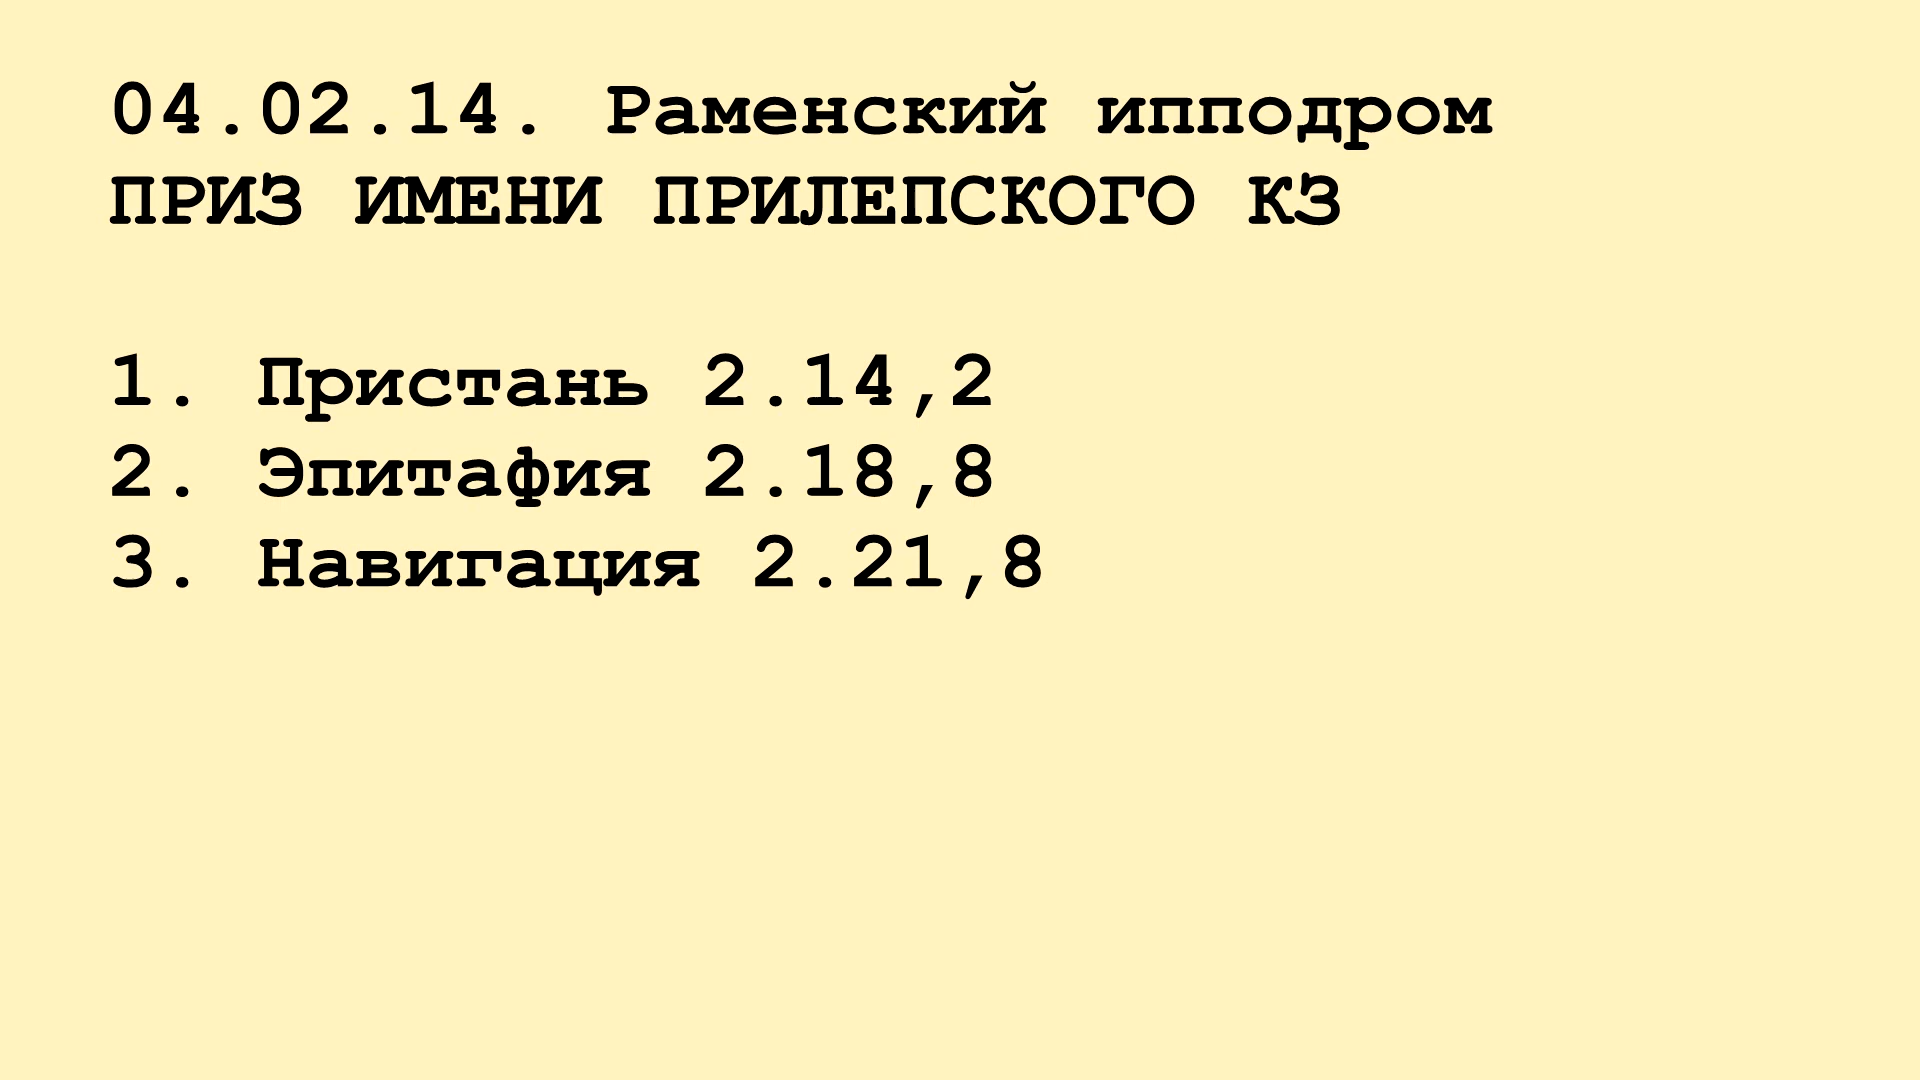 04.02.14. Раменский ипподром
ПРИЗ ИМЕНИ ПРИЛЕПСКОГО КЗ
1. Пристань 2.14,2
2. Эпитафия 2.18,8
3. Навигация 2.21,8